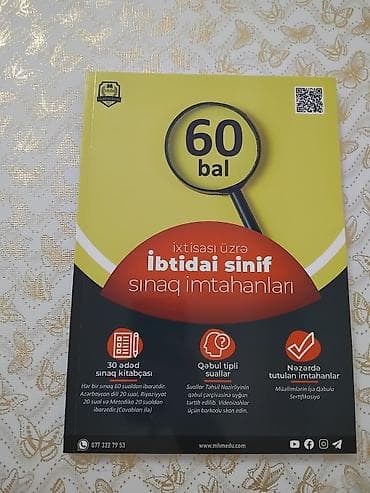 60
bal
ixtisası üzrə
İbtidai sinif
sınaq imtahanları
30 ədəd
sınaq kitabçası
Hər bir sınaq 60 sualdan ibarətdir.
Azərbaycan dili 20 sual, Riyaziyyat
20 sual və Metodika 20 sualdan
ibarətdir.(Cavabları ilə)
Qəbul tipli
suallar
Suallar Təhsil Nazirliyinin
qəbul çərçivəsinə uyğun
tərtib edilib. Videoizahlar
üçün barkodu skan edin.
Nəzərdə
tutulan imtahanlar
Müəllimlərin İşə Qəbulu
Sertifikasiya
077 322 79 53
www.mhmedu.com